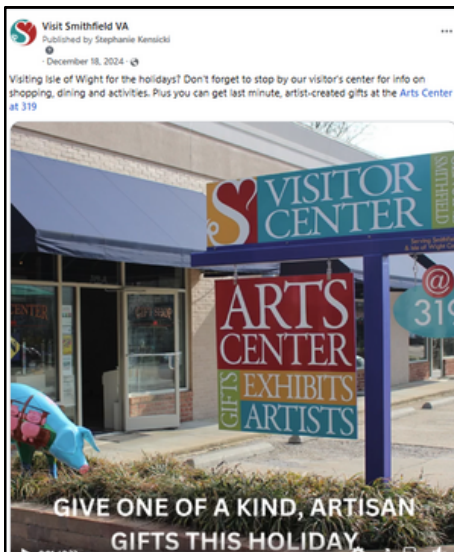 Visit Smithfield VA
Published by Stephanie Kensicki
· December 18, 2024 ·
Visiting Isle of Wight for the holidays? Don't forget to stop by our visitor's center for info on
shopping, dining and activities. Plus you can get last minute, artist-created gifts at the Arts Center
at 319
VISITOR
CENTER
SMITHFIELD
ARTS
CENTER
GIFTS
EXHIBITS
ARTISTS
@
319
CENTER
GIFT SHOP
GIVE ONE OF A KIND, ARTISAN
GIFTS THIS HOLIDAY